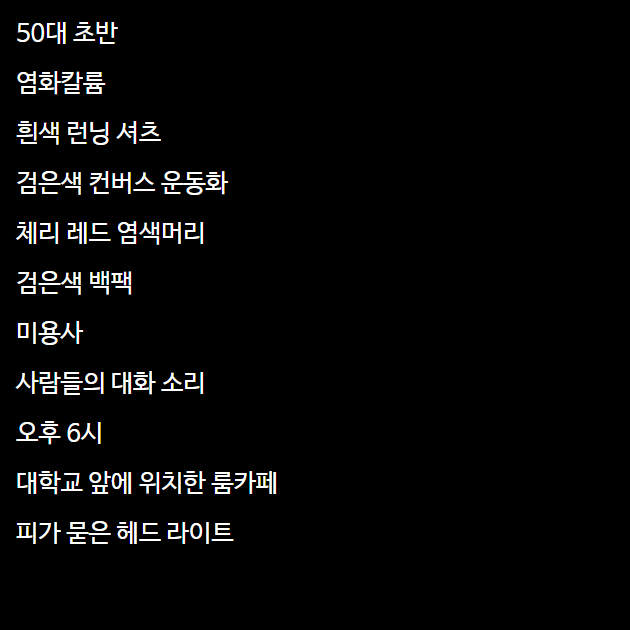 50대 초반
염화칼륨
흰색 런닝 셔츠
검은색 컨버스 운동화
체리 레드 염색머리
검은색 백팩
미용사
사람들의 대화 소리
오후 6시
대학교 앞에 위치한 룸카페
피가 묻은 헤드 라이트